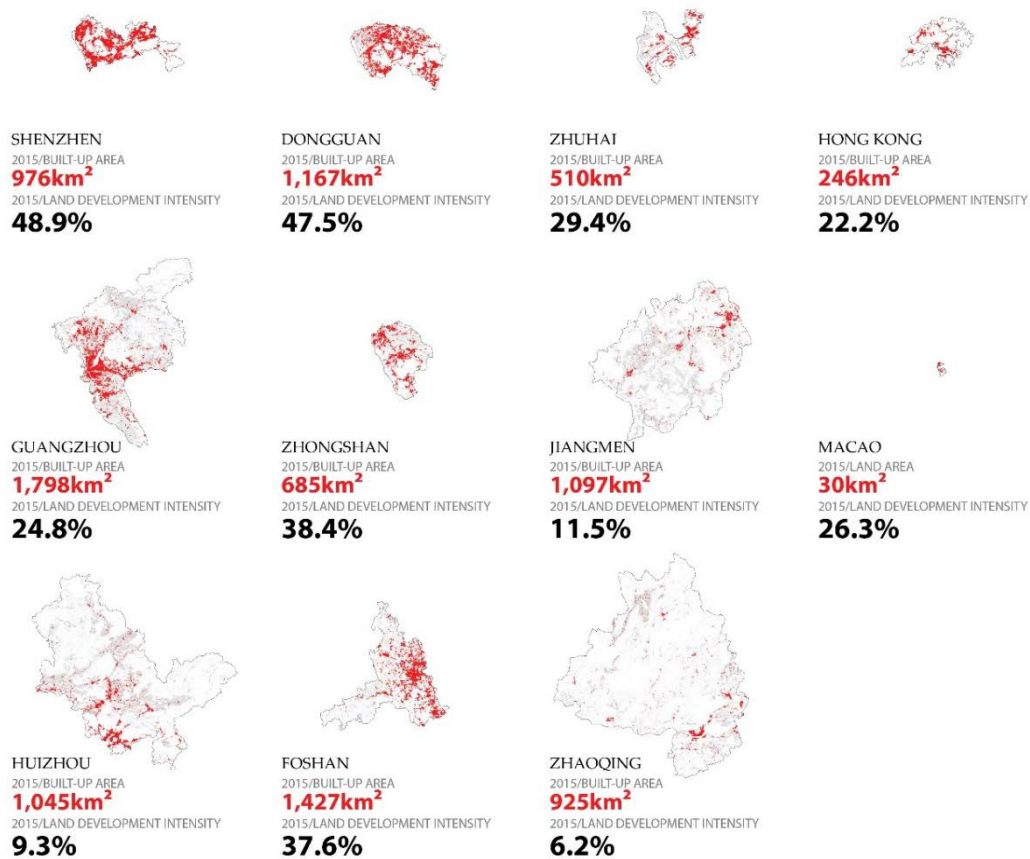 SHENZHEN
2015/BUILT-UP AREA
976km²
2015/LAND DEVELOPMENT INTENSITY
48.9%
DONGGUAN
2015/BUILT-UP AREA
1,167km²
2015/LAND DEVELOPMENT INTENSITY
47.5%
ZHUHAI
2015/BUILT-UP AREA
510km²
2015/LAND DEVELOPMENT INTENSITY
29.4%
HONG KONG
2015/BUILT-UP AREA
246km²
2015/LAND DEVELOPMENT INTENSITY
22.2%
GUANGZHOU
2015/BUILT-UP AREA
1,798km²
2015/LAND DEVELOPMENT INTENSITY
24.8%
ZHONGSHAN
2015/BUILT-UP AREA
685km²
2015/LAND DEVELOPMENT INTENSITY
38.4%
JIANGMEN
2015/BUILT-UP AREA
1,097km²
2015/LAND DEVELOPMENT INTENSITY
11.5%
MACAO
2015/LAND AREA
30km²
2015/LAND DEVELOPMENT INTENSITY
26.3%
HUIZHOU
2015/BUILT-UP AREA
1,045km²
2015/LAND DEVELOPMENT INTENSITY
9.3%
FOSHAN
2015/BUILT-UP AREA
1,427km²
2015/LAND DEVELOPMENT INTENSITY
37.6%
ZHAOQING
2015/BUILT-UP AREA
925km²
2015/LAND DEVELOPMENT INTENSITY
6.2%